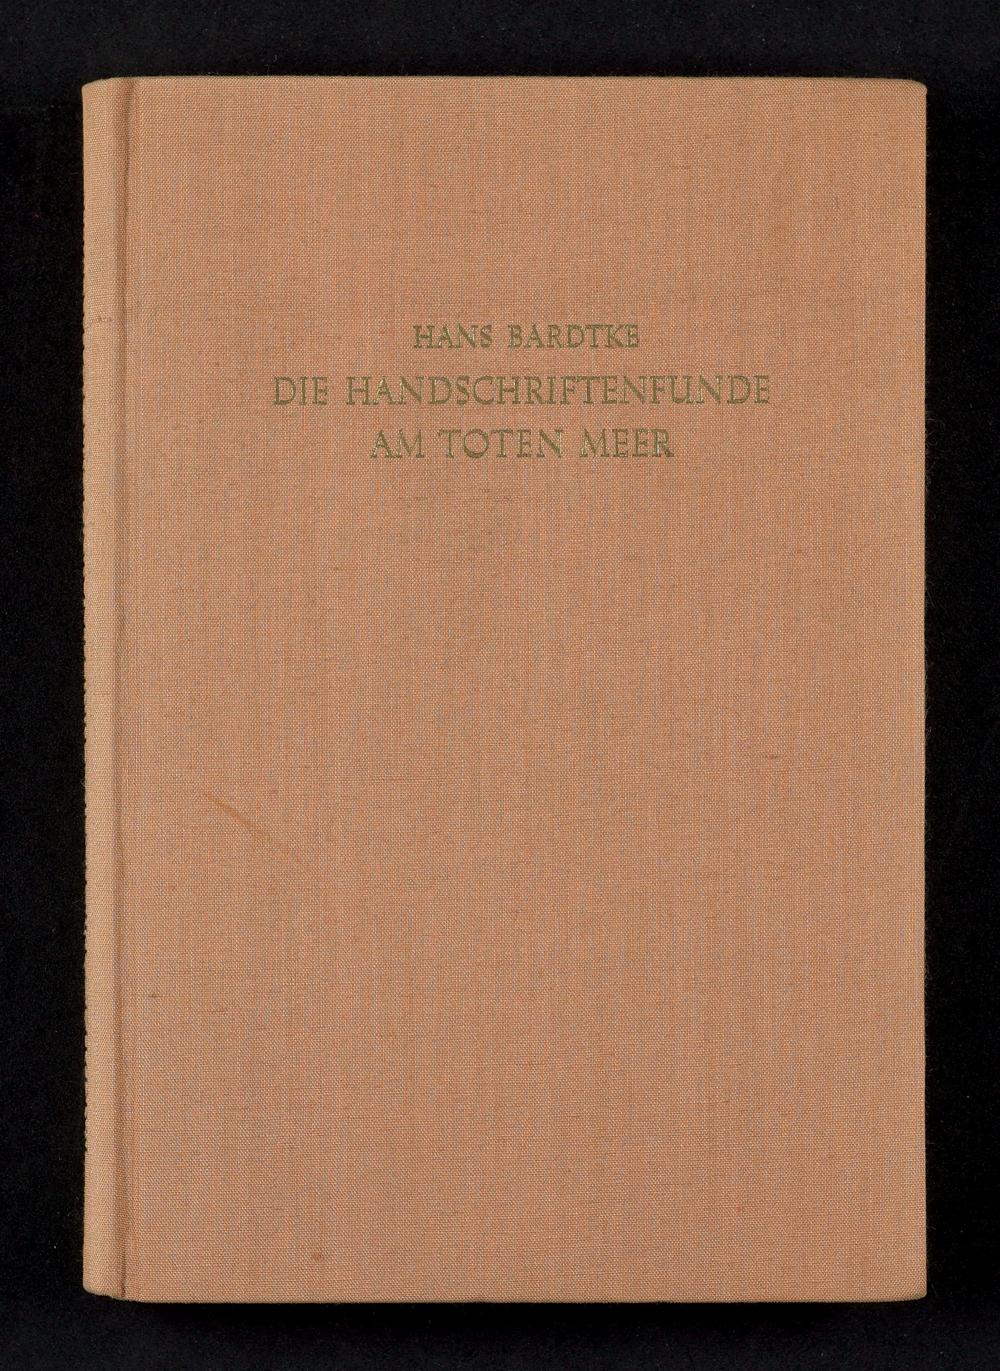 HANS BARDTKE
DIE HANDSCHRIFTENFUNDE
AM TOTEN MEER